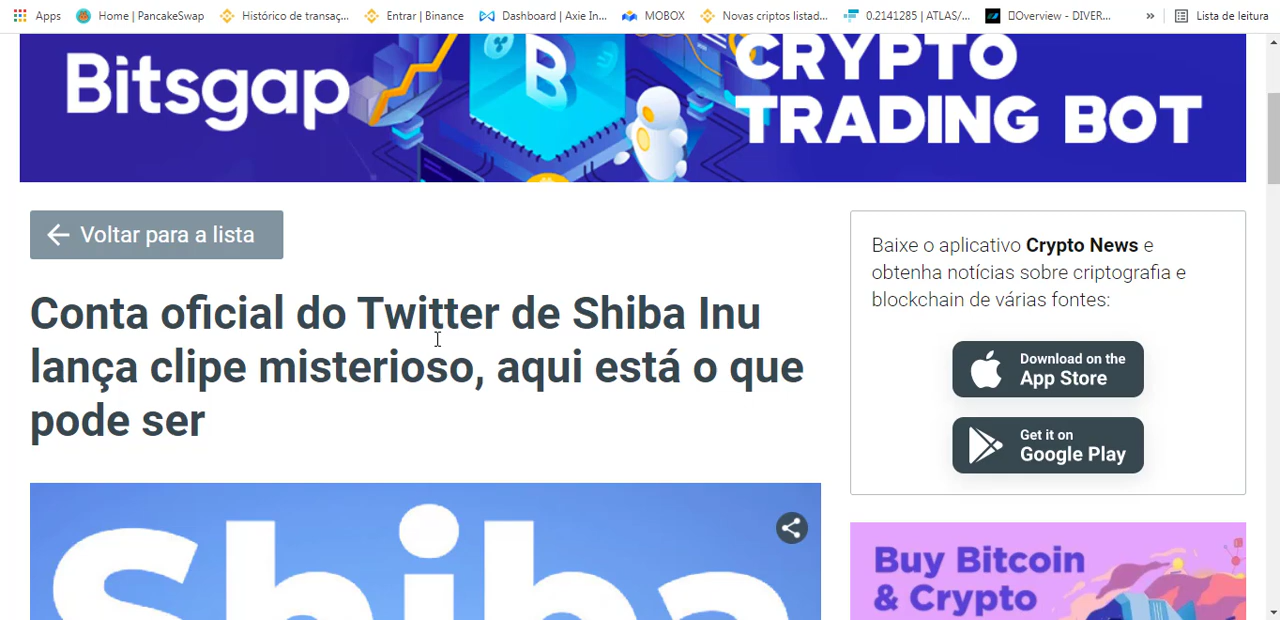 Apps Home | PancakeSwap Histórico de transaç... Entrar | Binance Dashboard | Axie In... MOBOX Novas criptos listad... 0.2141285 | ATLAS/... Overview - DIVER... » Lista de leitura
Bitsgap
CRYPTO
TRADING BOT
Voltar para a lista
Conta oficial do Twitter de Shiba Inu
lança clipe misterioso, aqui está o que
pode ser
Shiba
Baixe o aplicativo Crypto News e
obtenha notícias sobre criptografia e
blockchain de várias fontes:
Download on the
App Store
Get it on
Google Play
Buy Bitcoin
& Crypto